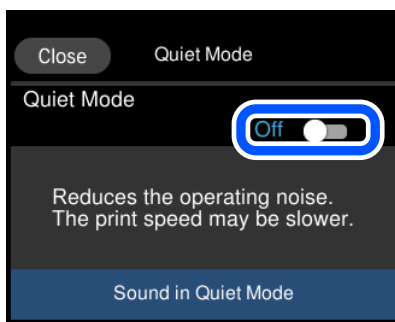 Close
Quiet Mode
Quiet Mode
Off
Reduces the operating noise.
The print speed may be slower.
Sound in Quiet Mode